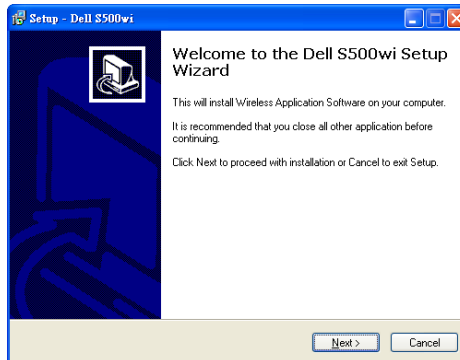 Setup - Dell S500wi
Welcome to the Dell S500wi Setup
Wizard
This will install Wireless Application Software on your computer.
It is recommended that you close all other application before
continuing.
Click Next to proceed with installation or Cancel to exit Setup.
Next >
Cancel